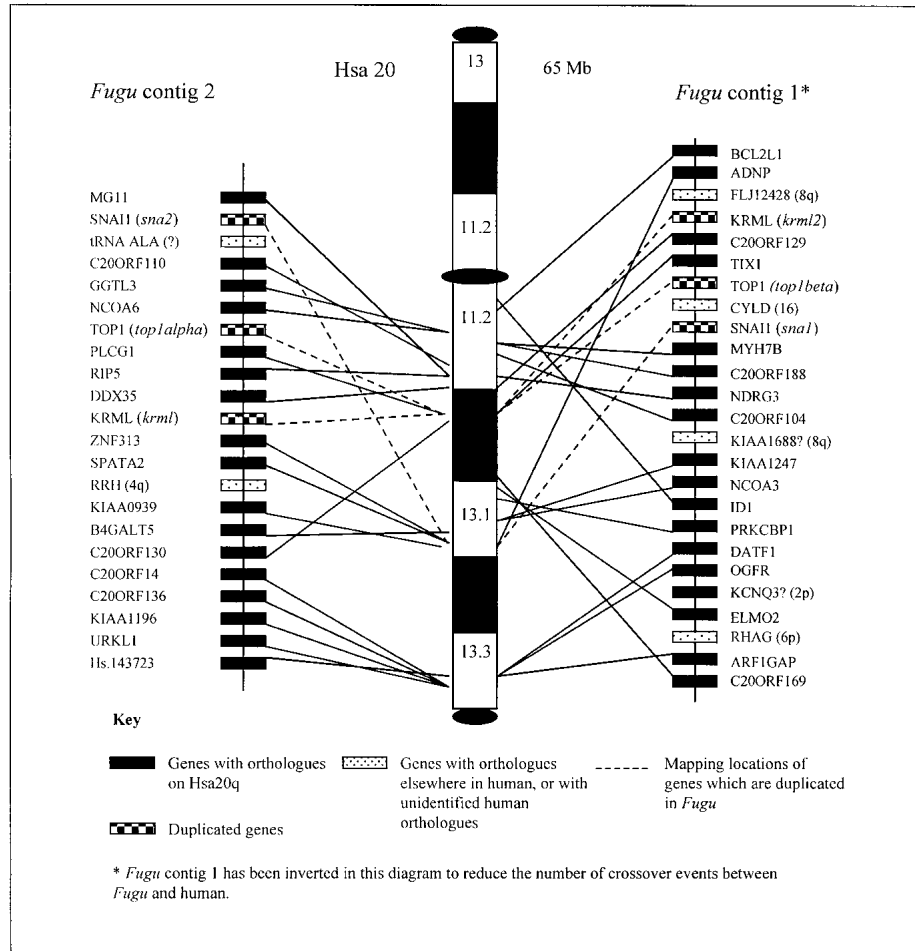 Hsa 20
65 Mb
Fugu contig 2
Fugu contig 1*
13
11.2
11.2
13.1
13.3
MG11
SNAI1 (sna2)
tRNA ALA (?)
C20ORF110
GGTL3
NCOA6
TOP1 (top1alpha)
PLCG1
RIP5
DDX35
KRML (krml)
ZNF313
SPATA2
RRH (4q)
KIAA0939
B4GALT5
C20ORF130
C20ORF14
C20ORF136
KIAA1196
URKL1
Hs.143723
BCL2L1
ADNP
FLJ12428 (8q)
KRML (krml2)
C20ORF129
TIX1
TOP1 (top1beta)
CYLD (16)
SNAI1 (sna1)
MYH7B
C20ORF188
NDRG3
C20ORF104
KIAA1688? (8q)
KIAA1247
NCOA3
ID1
PRKCBP1
DATF1
OGFR
KCNQ3? (2p)
ELMO2
RHAG (6p)
ARF1GAP
C20ORF169
Key
Genes with orthologues
on Hsa20q
Genes with orthologues
elsewhere in human, or with
unidentified human
orthologues
Mapping locations of
genes which are duplicated
in Fugu
Duplicated genes
* Fugu contig 1 has been inverted in this diagram to reduce the number of crossover events between
Fugu and human.